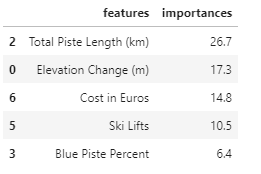 features importances
2 Total Piste Length (km) 26.7
0 Elevation Change (m) 17.3
6 Cost in Euros 14.8
5 Ski Lifts 10.5
3 Blue Piste Percent 6.4